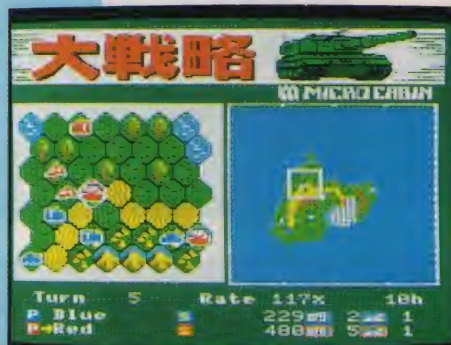 大戦略
MICRO CABIN
Turn 5 Rate 117% 10h
P Blue 229 2 1
P→Red 480 5 1